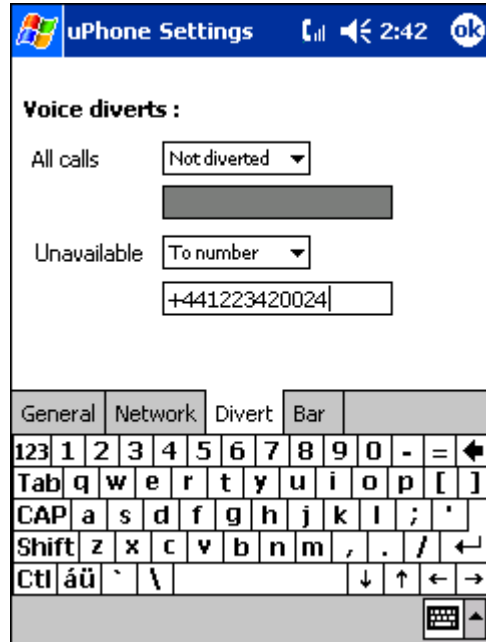 uPhone Settings 2:42 ok
Voice diverts :
All calls Not diverted
Unavailable To number
+441223420024
General Network Divert Bar
123 1 2 3 4 5 6 7 8 9 0 - =
Tab q w e r t y u i o p [ ]
CAP a s d f g h j k l ; '
Shift z x c v b n m , . /
Ctl áü ` \